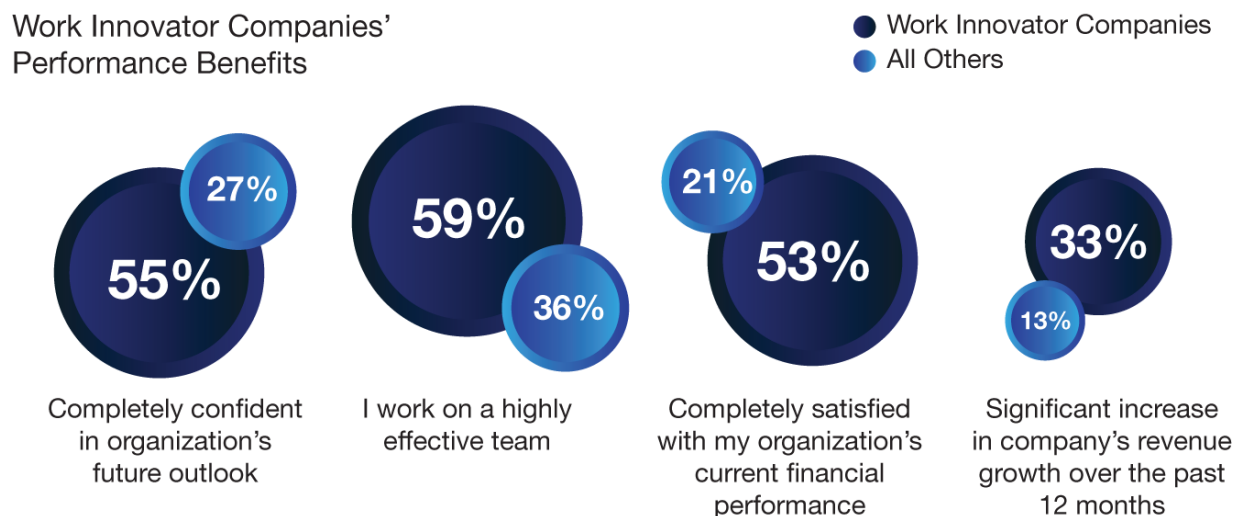 Work Innovator Companies’
Performance Benefits
Work Innovator Companies
All Others
27%
55%
Completely confident
in organization’s
future outlook
59%
36%
I work on a highly
effective team
21%
53%
Completely satisfied
with my organization’s
current financial
performance
33%
13%
Significant increase
in company’s revenue
growth over the past
12 months